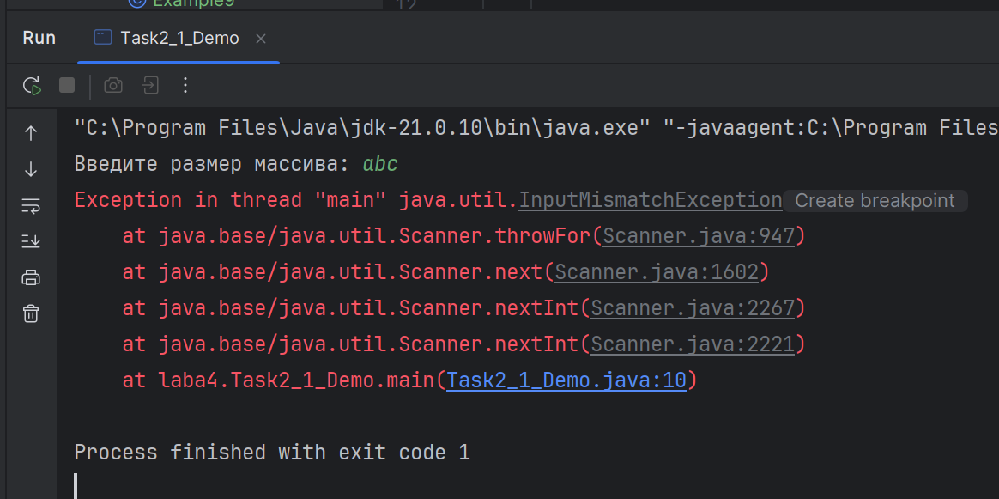 Example9
12
Run Task2_1_Demo
"C:\Program Files\Java\jdk-21.0.10\bin\java.exe" "-javaagent:C:\Program Files
Введите размер массива: abc
Exception in thread "main" java.util.InputMismatchException Create breakpoint
at java.base/java.util.Scanner.throwFor(Scanner.java:947)
at java.base/java.util.Scanner.next(Scanner.java:1602)
at java.base/java.util.Scanner.nextInt(Scanner.java:2267)
at java.base/java.util.Scanner.nextInt(Scanner.java:2221)
at laba4.Task2_1_Demo.main(Task2_1_Demo.java:10)
Process finished with exit code 1